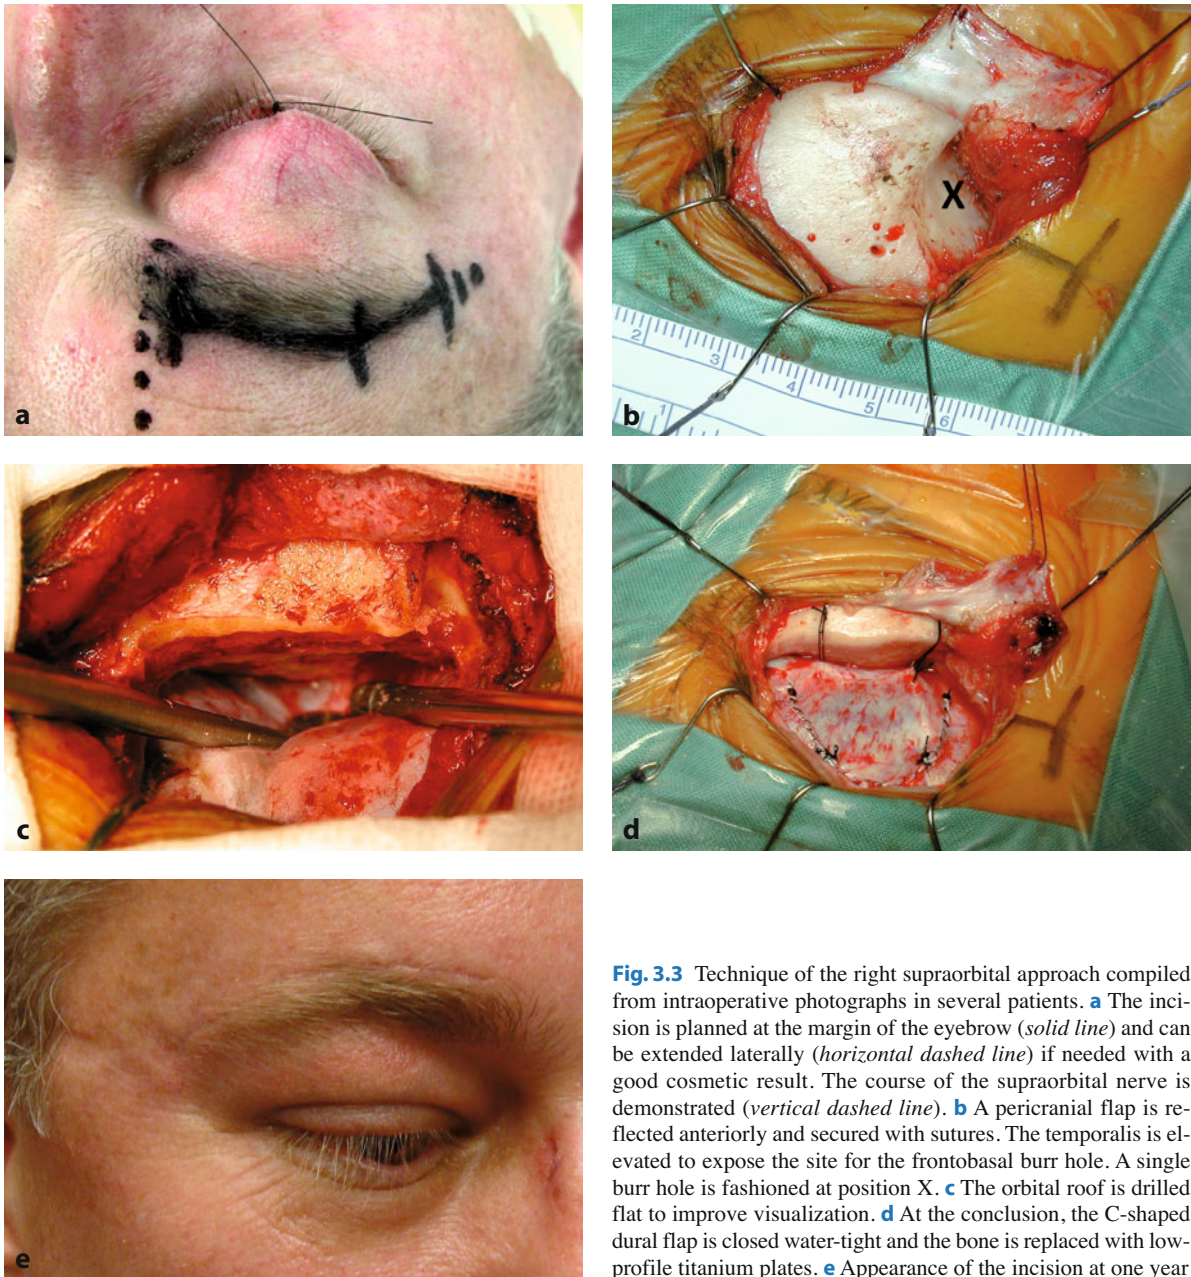 a
b
X
2
3
4
5
6
1
c
d
e
Fig. 3.3 Technique of the right supraorbital approach compiled
from intraoperative photographs in several patients. a The inci-
sion is planned at the margin of the eyebrow (solid line) and can
be extended laterally (horizontal dashed line) if needed with a
good cosmetic result. The course of the supraorbital nerve is
demonstrated (vertical dashed line). b A pericranial flap is re-
flected anteriorly and secured with sutures. The temporalis is el-
evated to expose the site for the frontobasal burr hole. A single
burr hole is fashioned at position X. c The orbital roof is drilled
flat to improve visualization. d At the conclusion, the C-shaped
dural flap is closed water-tight and the bone is replaced with low-
profile titanium plates. e Appearance of the incision at one year